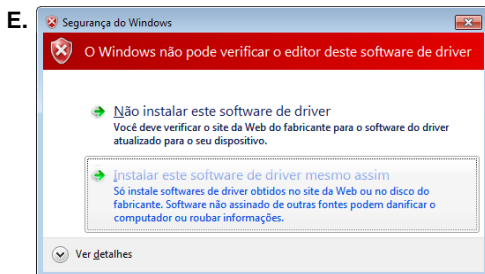 E.
Segurança do Windows
O Windows não pode verificar o editor deste software de driver
Não instalar este software de driver
Você deve verificar o site da Web do fabricante para o software do driver
atualizado para o seu dispositivo.
Instalar este software de driver mesmo assim
Só instale softwares de driver obtidos no site da Web ou no disco do
fabricante. Software não assinado de outras fontes podem danificar o
computador ou roubar informações.
Ver detalhes